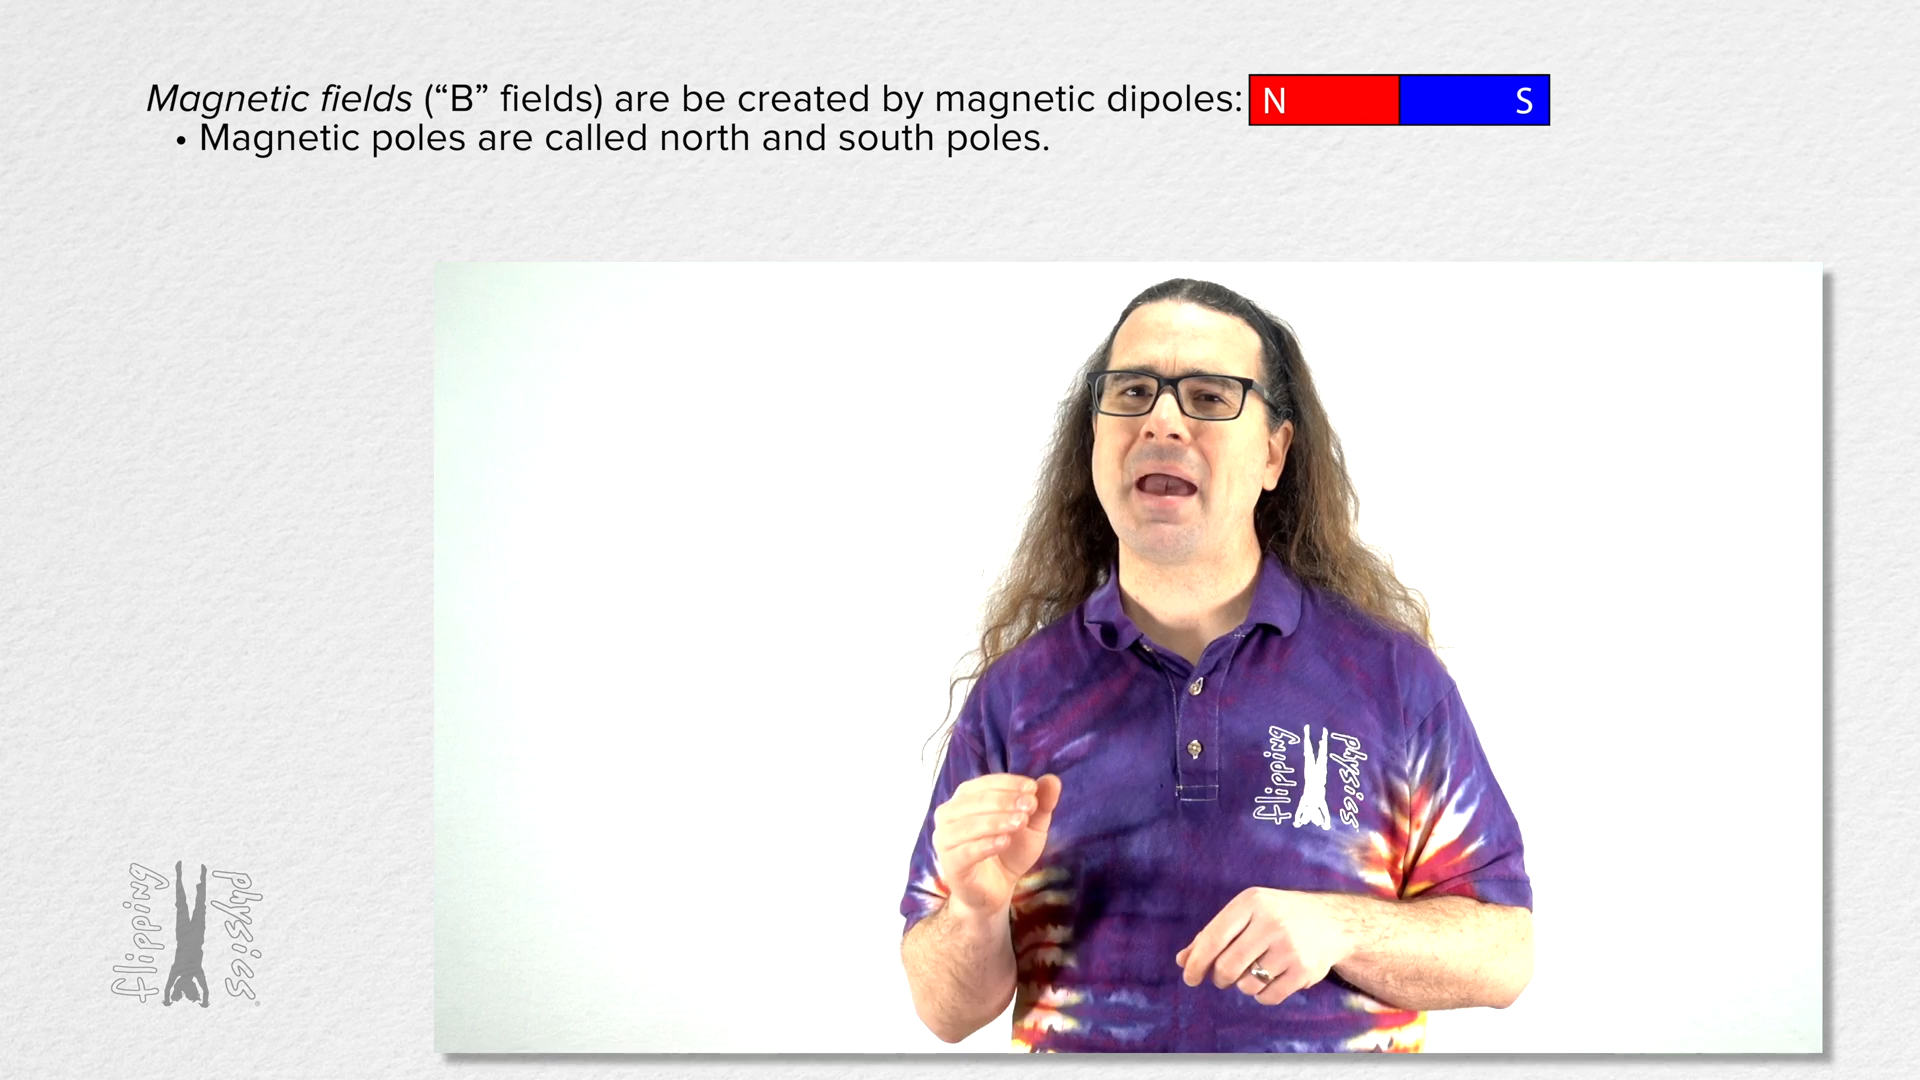 Magnetic fields (“B” fields) are be created by magnetic dipoles: N S
• Magnetic poles are called north and south poles.
flipping
physics
flipping
physics